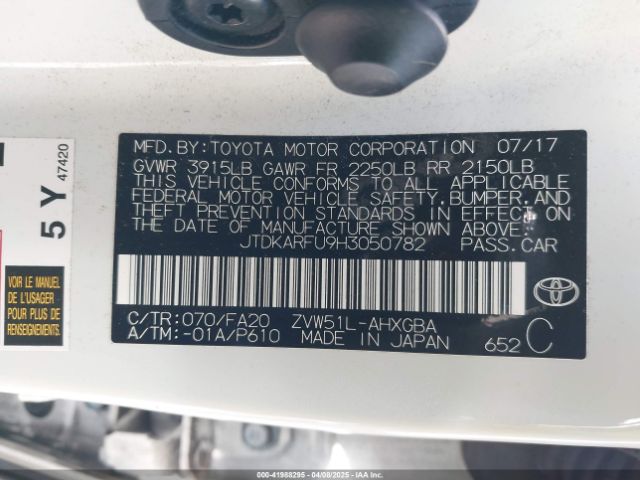 MFD.BY:TOYOTA MOTOR CORPORATION 07/17
GVWR 3915LB GAWR FR 2250LB RR 2150LB
THIS VEHICLE CONFORMS TO ALL APPLICABLE
FEDERAL MOTOR VEHICLE SAFETY,BUMPER,AND
THEFT PREVENTION STANDARDS IN EFFECT ON
THE DATE OF MANUFACTURE SHOWN ABOVE.
JTDKARFU9H3050782 PASS.CAR
C/TR:070/FA20 ZVW51L-AHXGBA
A/TM:-01A/P610 MADE IN JAPAN 652 C
5 Y
47420
VOIR LE MANUEL
DE L'USAGER
POUR PLUS DE
PRÉCISIONS
000-41988295 - 04/08/2025 - IAAI.COM